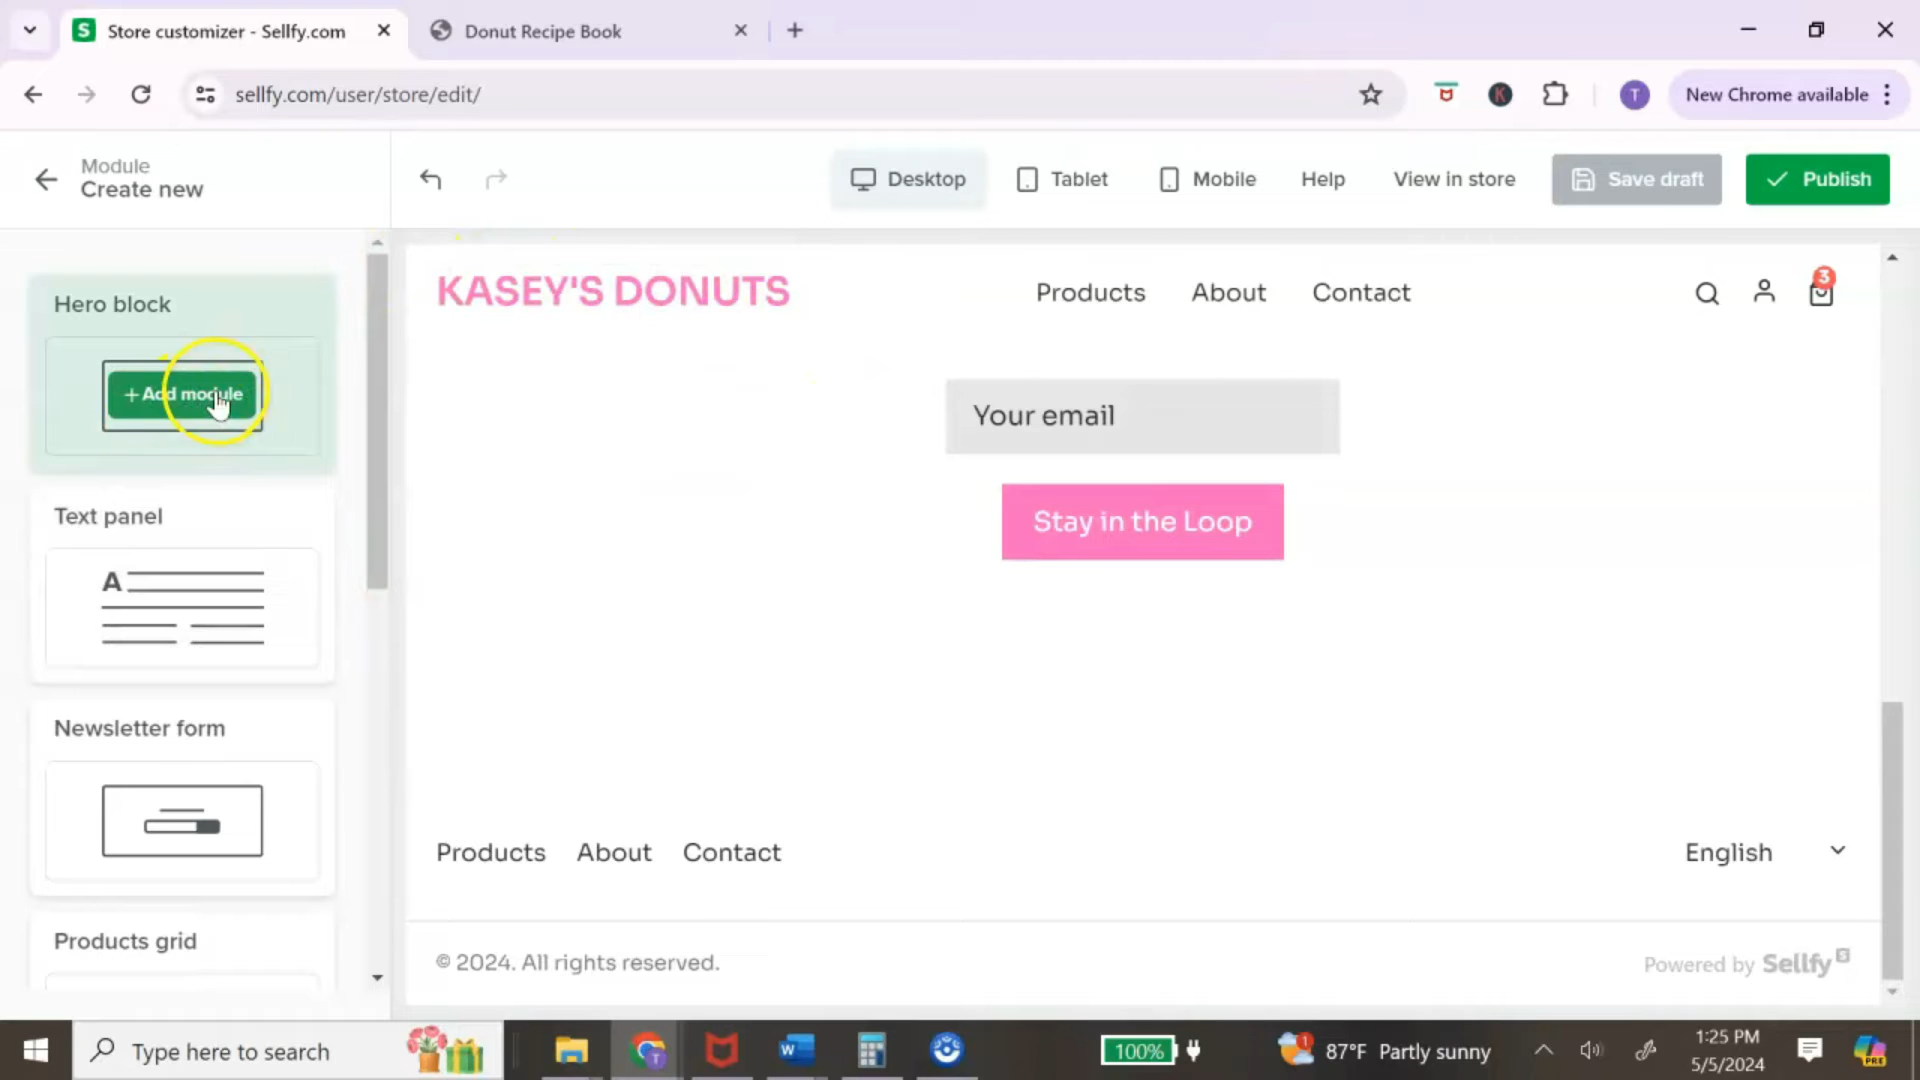 Store customizer - Sellfy.com
Donut Recipe Book
sellfy.com/user/store/edit/
K
T
New Chrome available
Module
Create new
Desktop
Tablet
Mobile
Help
View in store
Save draft
Publish
Hero block
+ Add module
Text panel
A
Newsletter form
Products grid
KASEY'S DONUTS
Products
About
Contact
3
Your email
Stay in the Loop
Products
About
Contact
English
© 2024. All rights reserved.
Powered by Sellfy S
Type here to search
T
W
100%
1
87°F Partly sunny
1:25 PM
5/5/2024
PRE